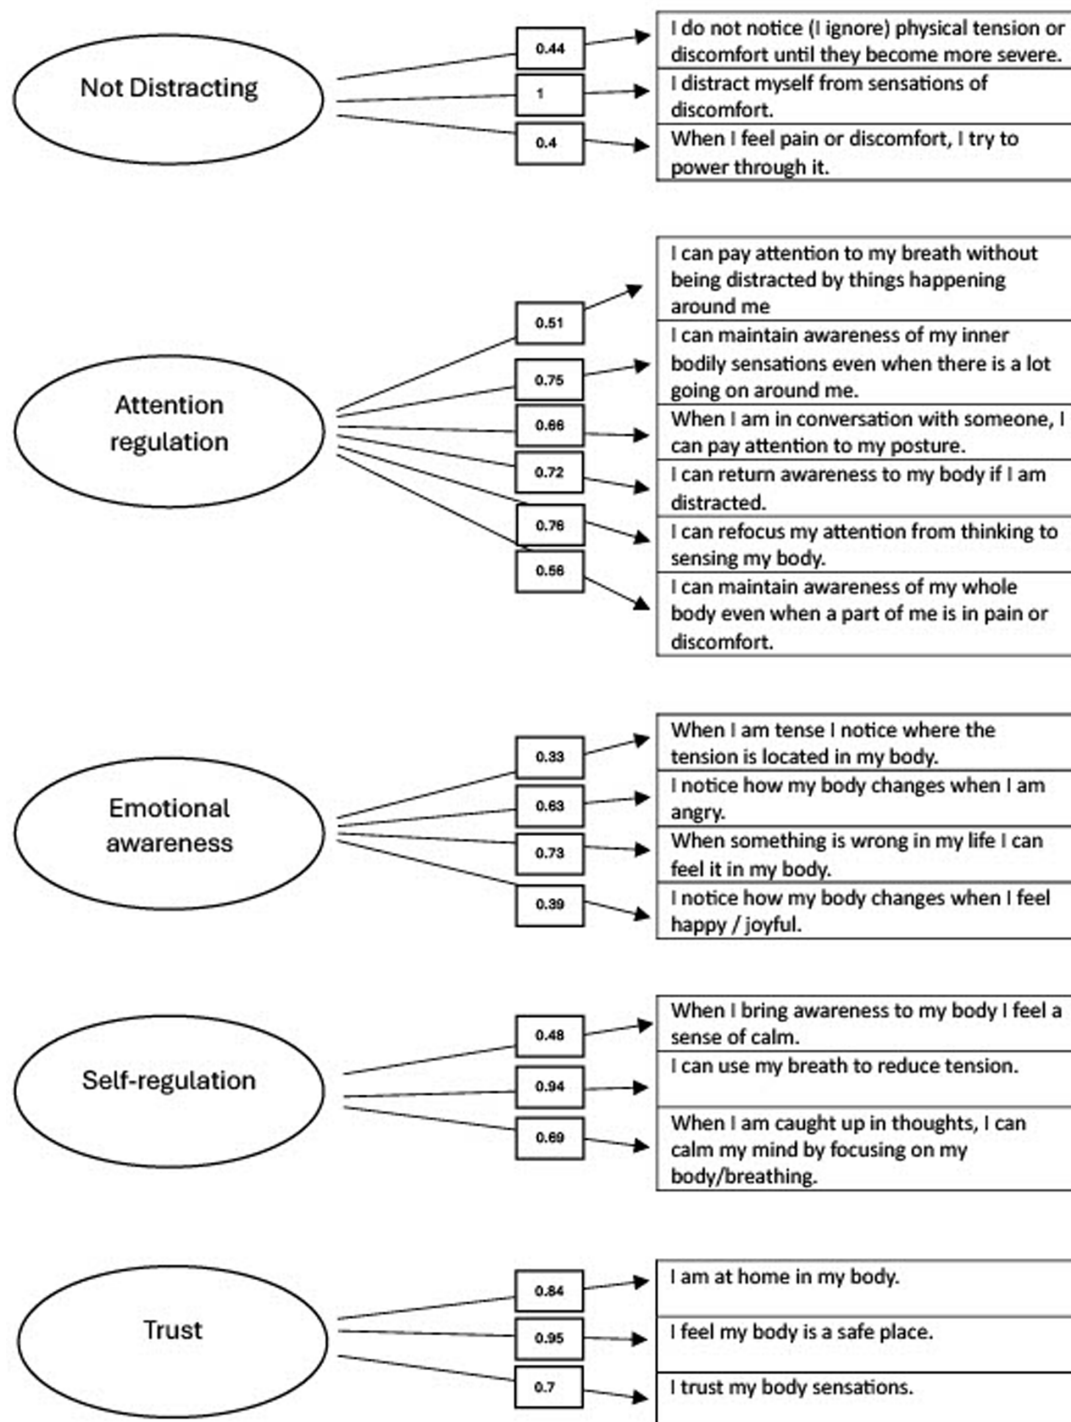 Not Distracting
0.44
I do not notice (I ignore) physical tension or
discomfort until they become more severe.
1
I distract myself from sensations of
discomfort.
0.4
When I feel pain or discomfort, I try to
power through it.
Attention
regulation
0.51
I can pay attention to my breath without
being distracted by things happening
around me
0.75
I can maintain awareness of my inner
bodily sensations even when there is a lot
going on around me.
0.66
When I am in conversation with someone, I
can pay attention to my posture.
0.72
I can return awareness to my body if I am
distracted.
0.76
I can refocus my attention from thinking to
sensing my body.
0.56
I can maintain awareness of my whole
body even when a part of me is in pain or
discomfort.
Emotional
awareness
0.33
When I am tense I notice where the
tension is located in my body.
0.63
I notice how my body changes when I am
angry.
0.73
When something is wrong in my life I can
feel it in my body.
0.39
I notice how my body changes when I feel
happy / joyful.
Self-regulation
0.48
When I bring awareness to my body I feel a
sense of calm.
0.94
I can use my breath to reduce tension.
0.69
When I am caught up in thoughts, I can
calm my mind by focusing on my
body/breathing.
Trust
0.84
I am at home in my body.
0.95
I feel my body is a safe place.
0.7
I trust my body sensations.